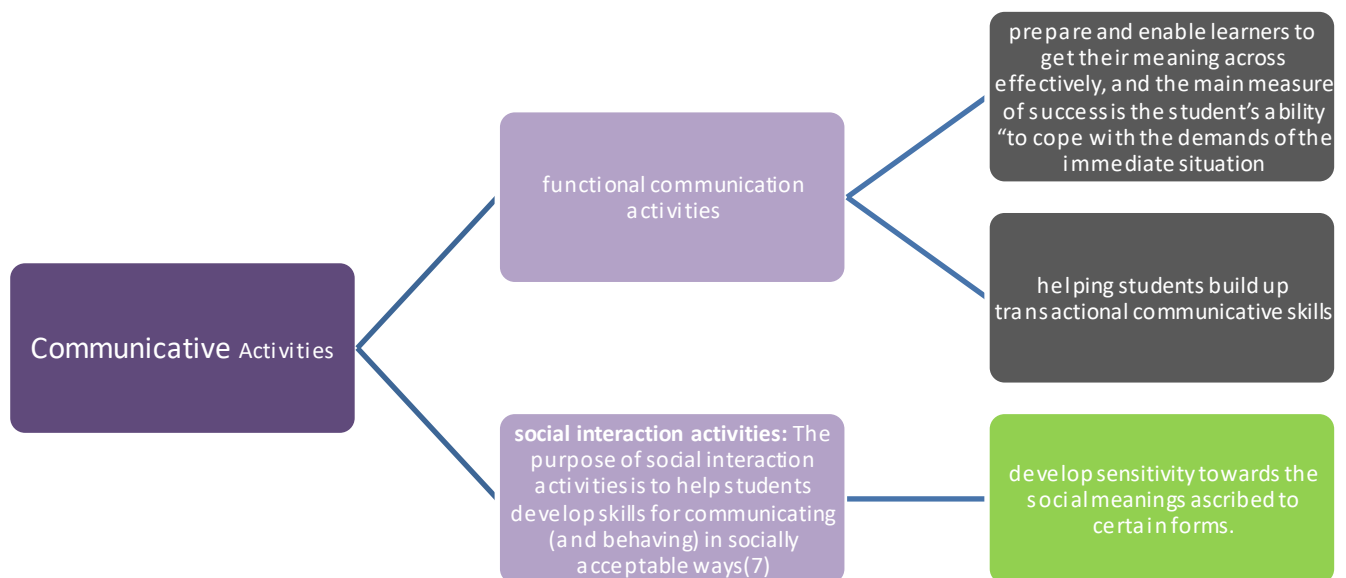 prepare and enable learners to
get their meaning across
effectively, and the main measure
of success is the student’s ability
“to cope with the demands of the
immediate situation
functional communication
activities
helping students build up
transactional communicative skills
Communicative Activities
social interaction activities: The
purpose of social interaction
activities is to help students
develop skills for communicating
(and behaving) in socially
acceptable ways(7)
develop sensitivity towards the
social meanings ascribed to
certain forms.